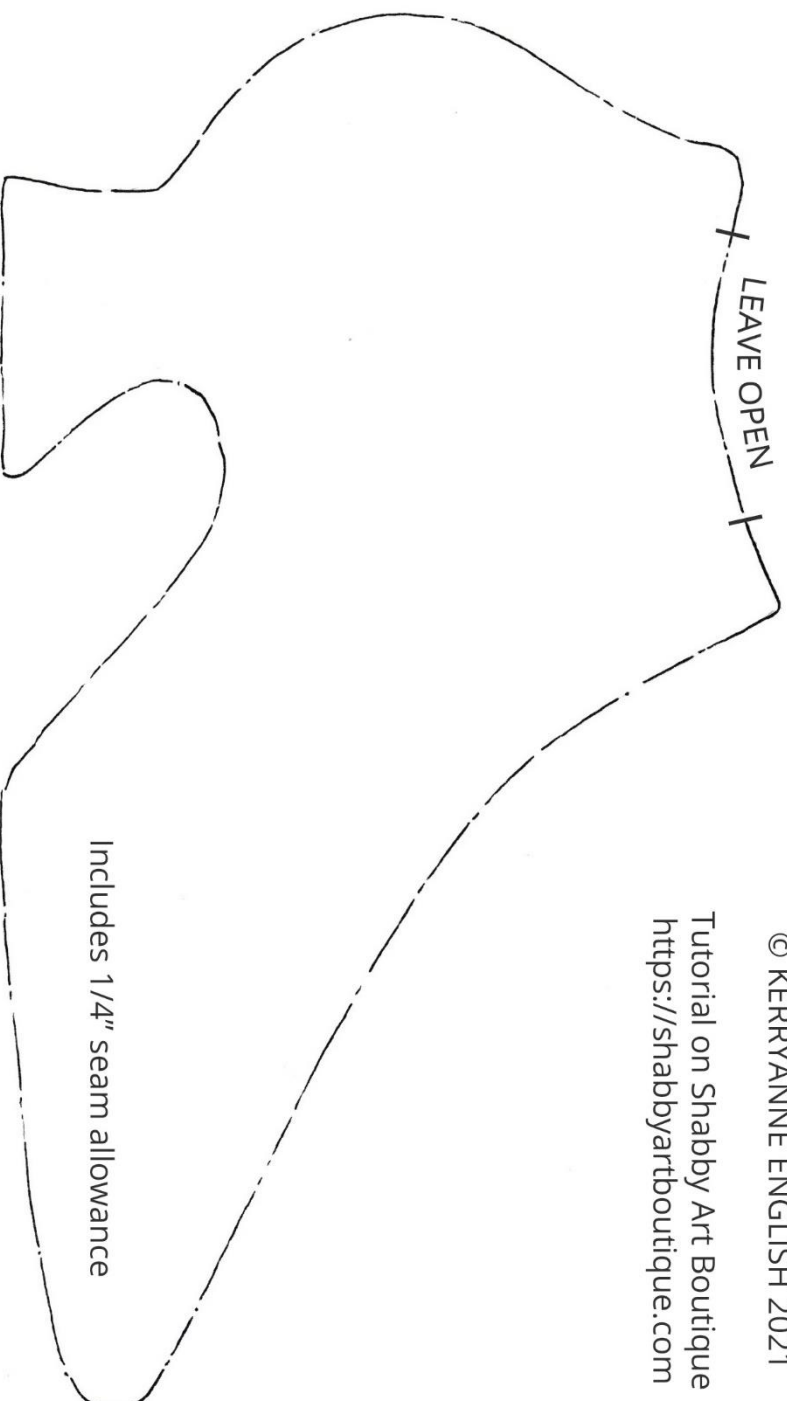 © KERRYANNE ENGLISH 2021
Tutorial on Shabby Art Boutique
https://shabbyartboutique.com
LEAVE OPEN
Includes 1/4" seam allowance